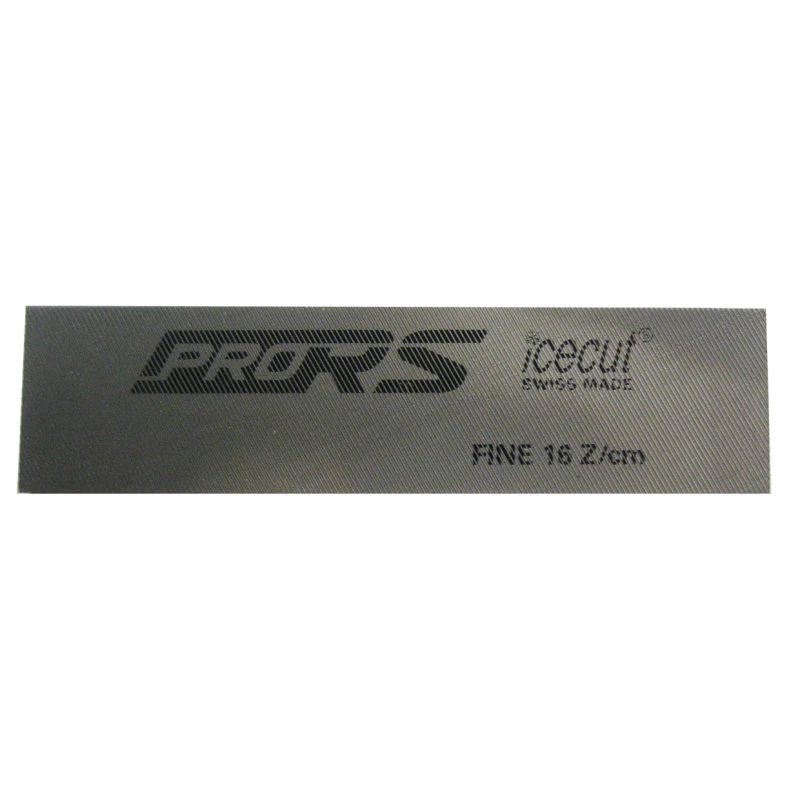 PRORS
icecut®
SWISS MADE
FINE 16 Z/cm